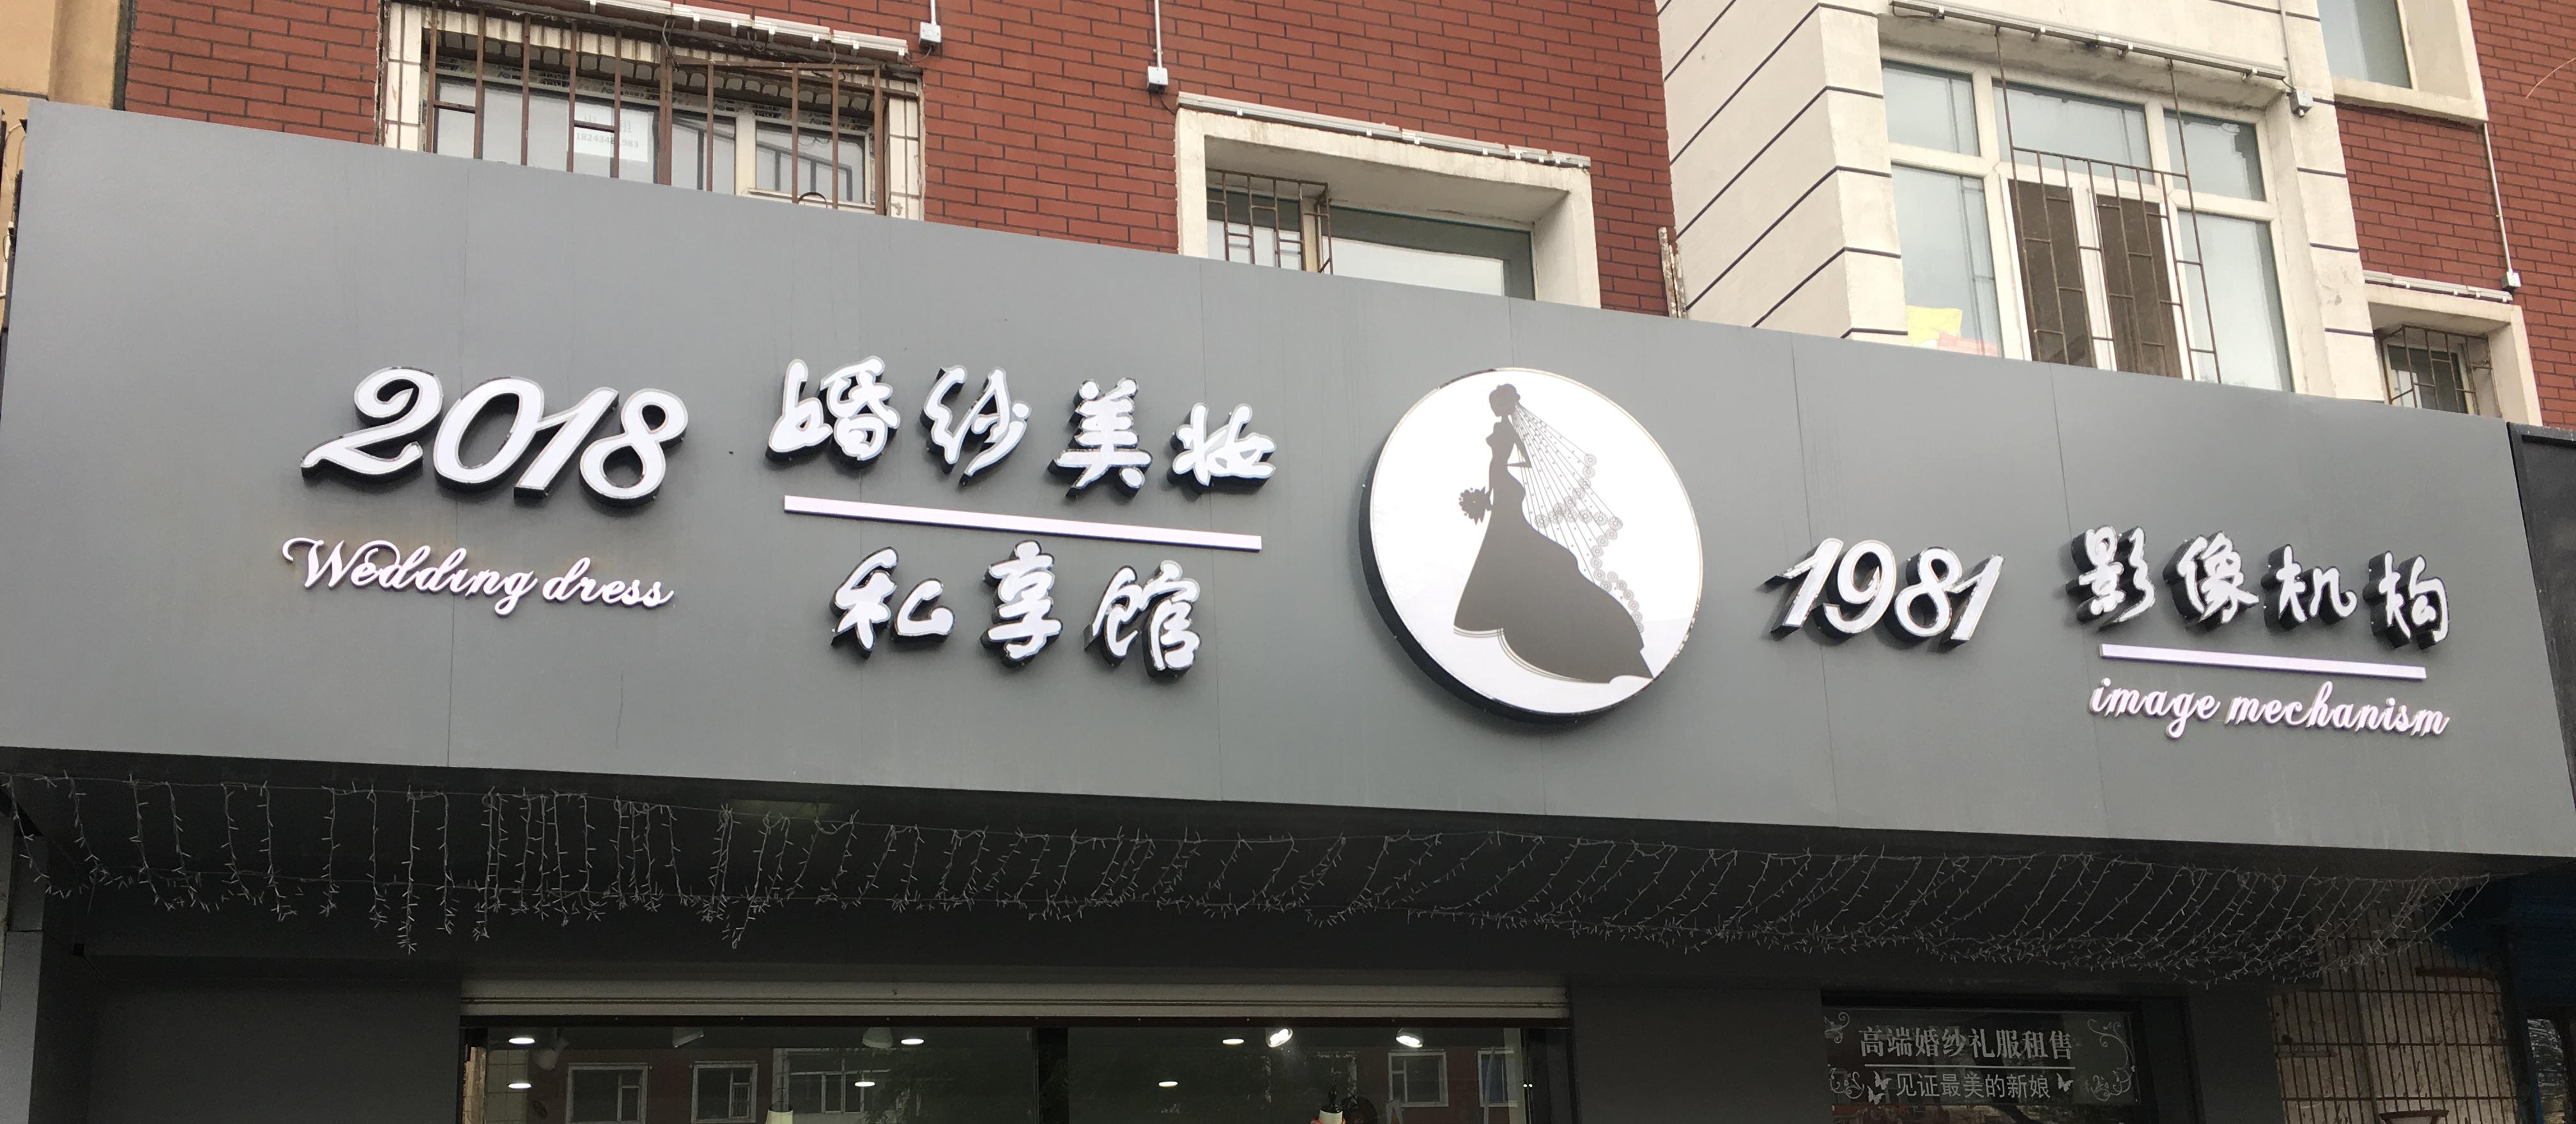 2018
Wedding dress
婚纱美妆
私享馆
1981
影像机构
image mechanism
高端婚纱礼服租售
见证最美的新娘